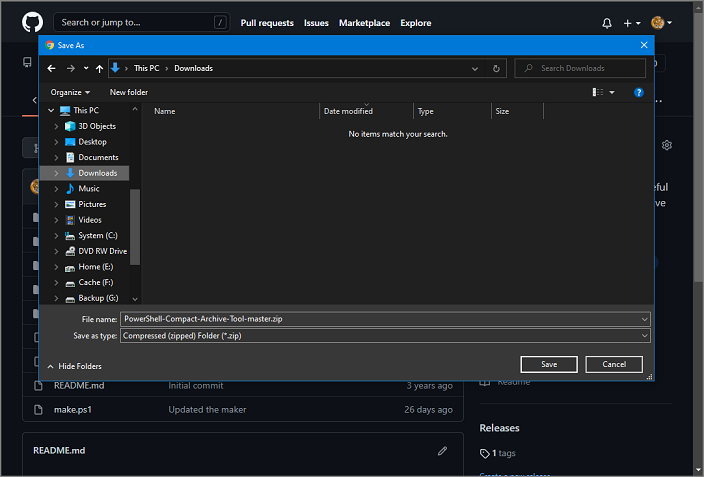 Search or jump to...
/
Pull requests Issues Marketplace Explore
Save As
This PC > Downloads
Search Downloads
Organize New folder
This PC
3D Objects
Desktop
Documents
Downloads
Music
Pictures
Videos
System (C:)
DVD RW Drive
Home (E:)
Cache (F:)
Backup (G:)
Name Date modified Type Size
No items match your search.
File name: PowerShell-Compact-Archive-Tool-master.zip
Save as type: Compressed (zipped) Folder (*.zip)
Hide Folders
Save Cancel
README.md Initial commit 3 years ago
make.ps1 Updated the maker 26 days ago
README.md
Readme
Releases
1 tags
Create a new release